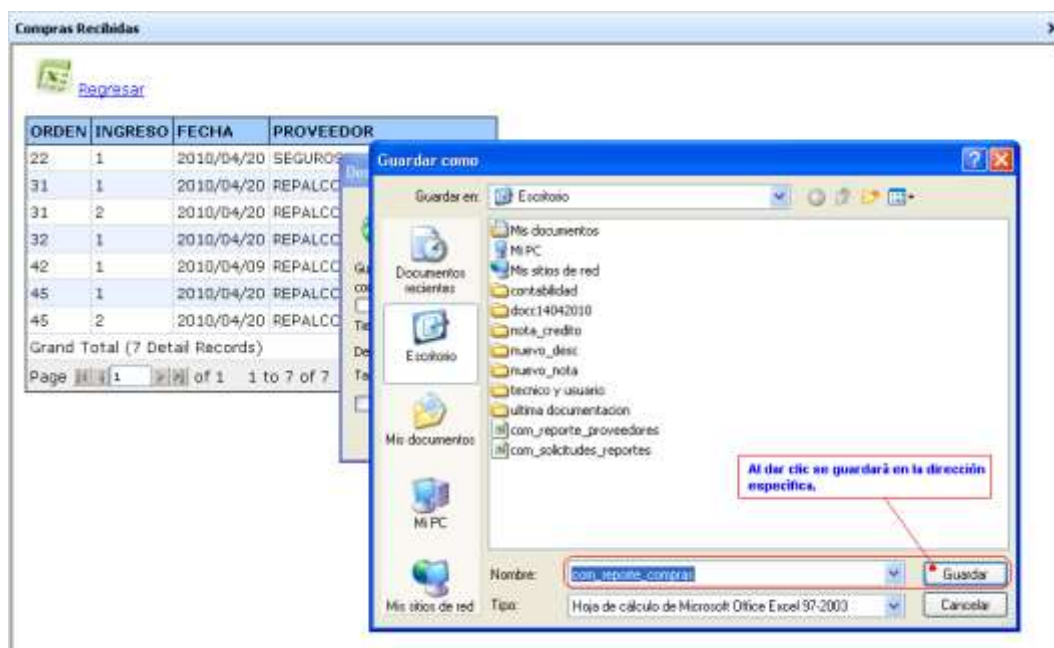 Compras Recibidas
Regresar
ORDEN INGRESO FECHA PROVEEDOR
22 1 2010/04/20 SEGUROS
31 1 2010/04/20 REPALCO
31 2 2010/04/20 REPALCO
32 1 2010/04/20 REPALCO
42 1 2010/04/09 REPALCO
45 1 2010/04/20 REPALCO
45 2 2010/04/20 REPALCO
Grand Total (7 Detail Records)
Page 1 of 1 1 to 7 of 7
Guardar como
Guardar en: Escritorio
Documentos recientes
Escritorio
Mis documentos
Mi PC
Mis sitios de red
Mis documentos
Mi PC
Mis sitios de red
contabilidad
docc14042010
nota_credito
nuevo_desc
nuevo_nota
tecnico y usuario
ultima documentacion
com_reporte_proveedores
com_solicitudes_reportes
Al dar clic se guardará en la dirección
especifica.
Nombre: com_reporte_compras Guardar
Tipo: Hoja de cálculo de Microsoft Office Excel 97-2003 Cancelar